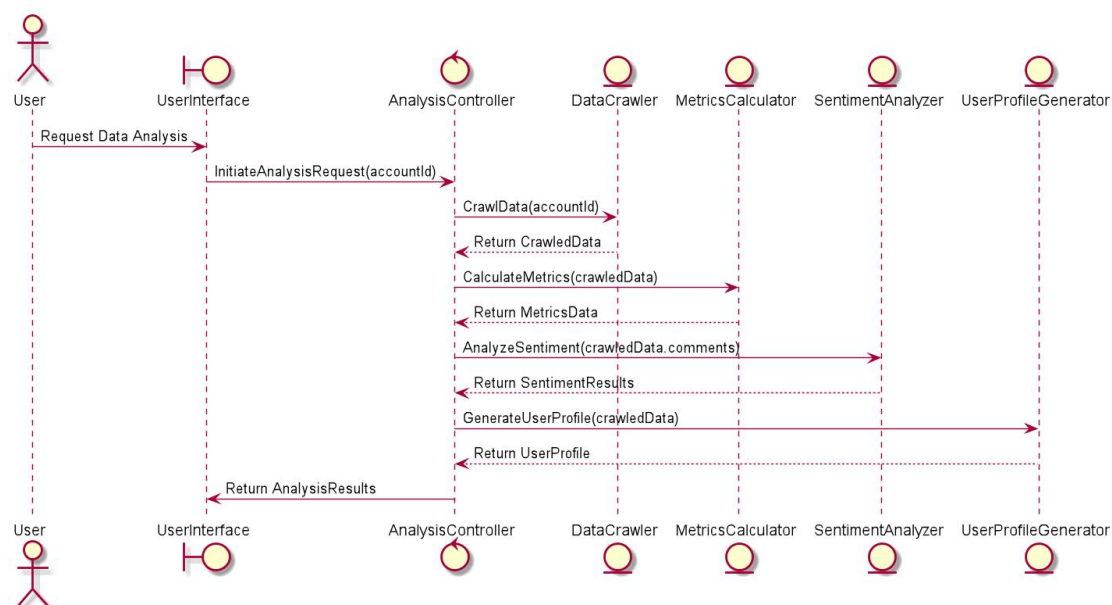 User
UserInterface
AnalysisController
DataCrawler
MetricsCalculator
SentimentAnalyzer
UserProfileGenerator
Request Data Analysis
InitiateAnalysisRequest(accountId)
CrawlData(accountId)
Return CrawledData
CalculateMetrics(crawledData)
Return MetricsData
AnalyzeSentiment(crawledData.comments)
Return SentimentResults
GenerateUserProfile(crawledData)
Return UserProfile
Return AnalysisResults
User
UserInterface
AnalysisController
DataCrawler
MetricsCalculator
SentimentAnalyzer
UserProfileGenerator